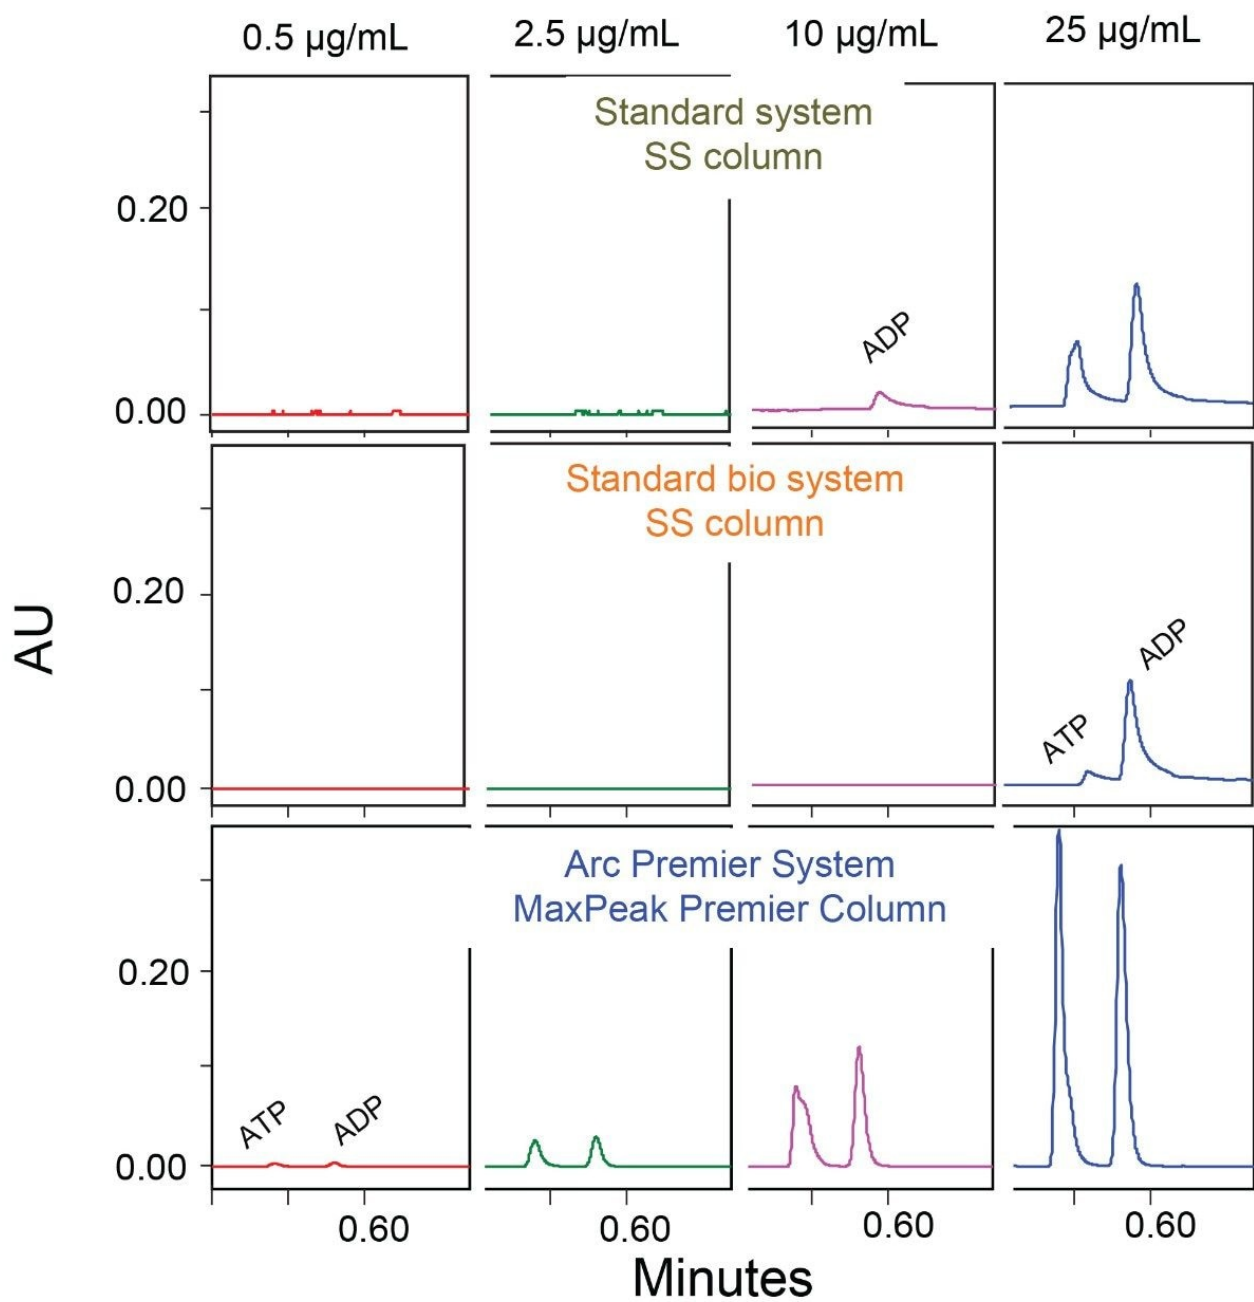 0.5 µg/mL
2.5 µg/mL
10 µg/mL
25 µg/mL
Standard system
SS column
0.20
ADP
0.00
Standard bio system
SS column
0.20
AU
ADP
ATP
0.00
Arc Premier System
MaxPeak Premier Column
0.20
ATP
ADP
0.00
0.60
0.60
0.60
0.60
Minutes